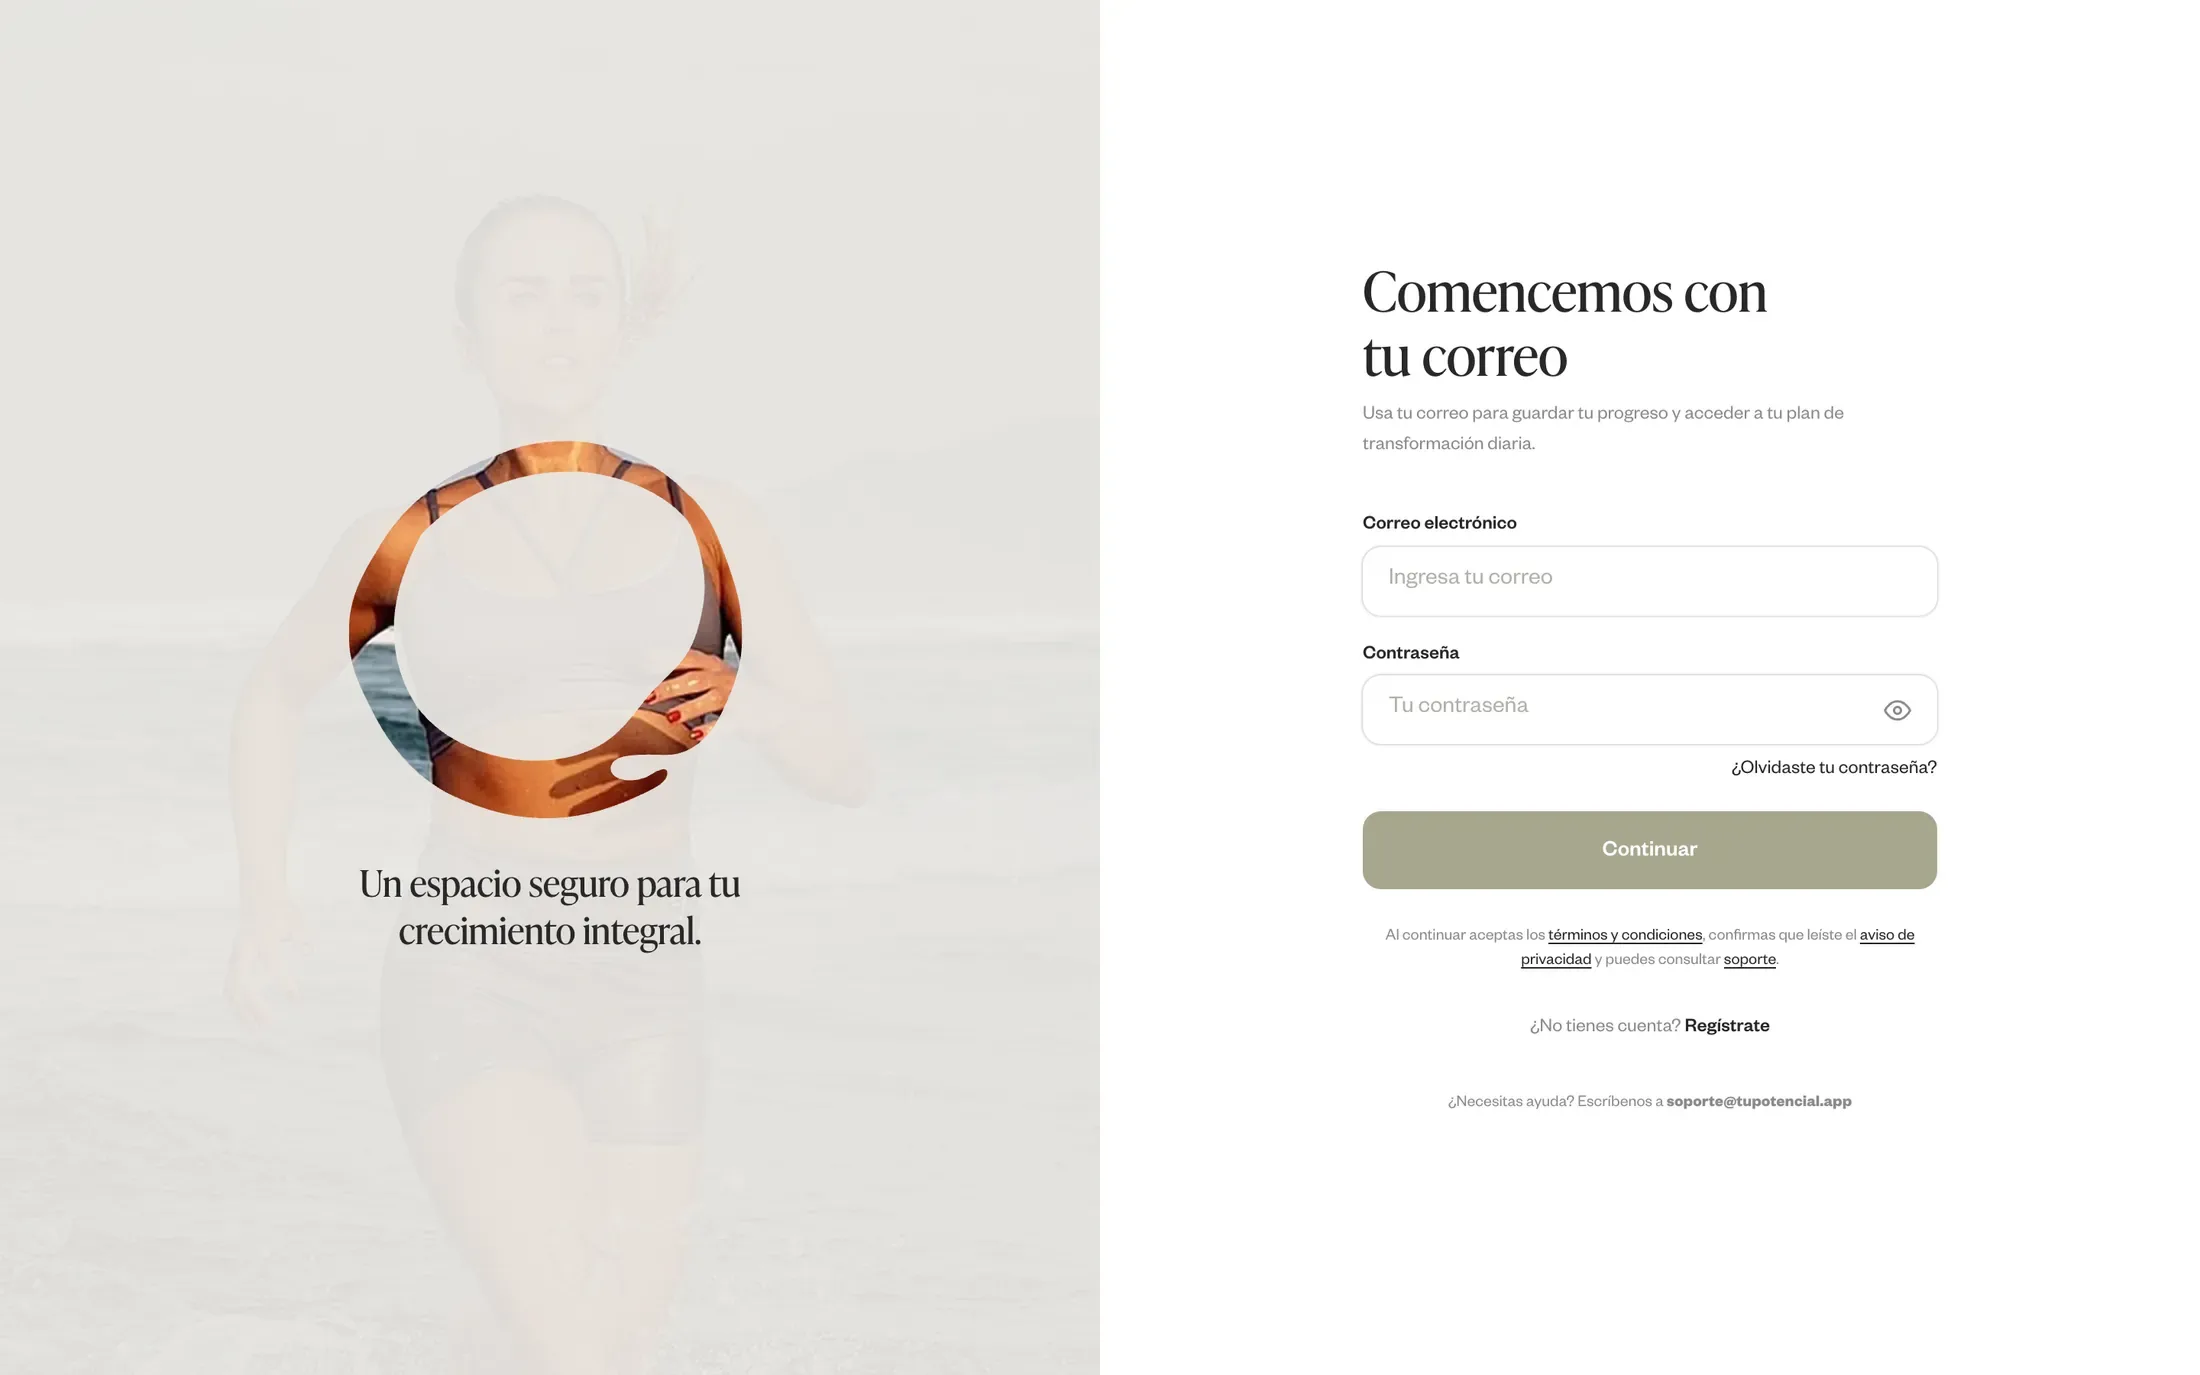 Un espacio seguro para tu
crecimiento integral.
Comencemos con
tu correo
Usa tu correo para guardar tu progreso y acceder a tu plan de
transformación diaria.
Correo electrónico
Ingresa tu correo
Contraseña
Tu contraseña
¿Olvidaste tu contraseña?
Continuar
Al continuar aceptas los términos y condiciones, confirmas que leíste el aviso de
privacidad y puedes consultar soporte.
¿No tienes cuenta? Regístrate
¿Necesitas ayuda? Escríbenos a soporte@tupotencial.app